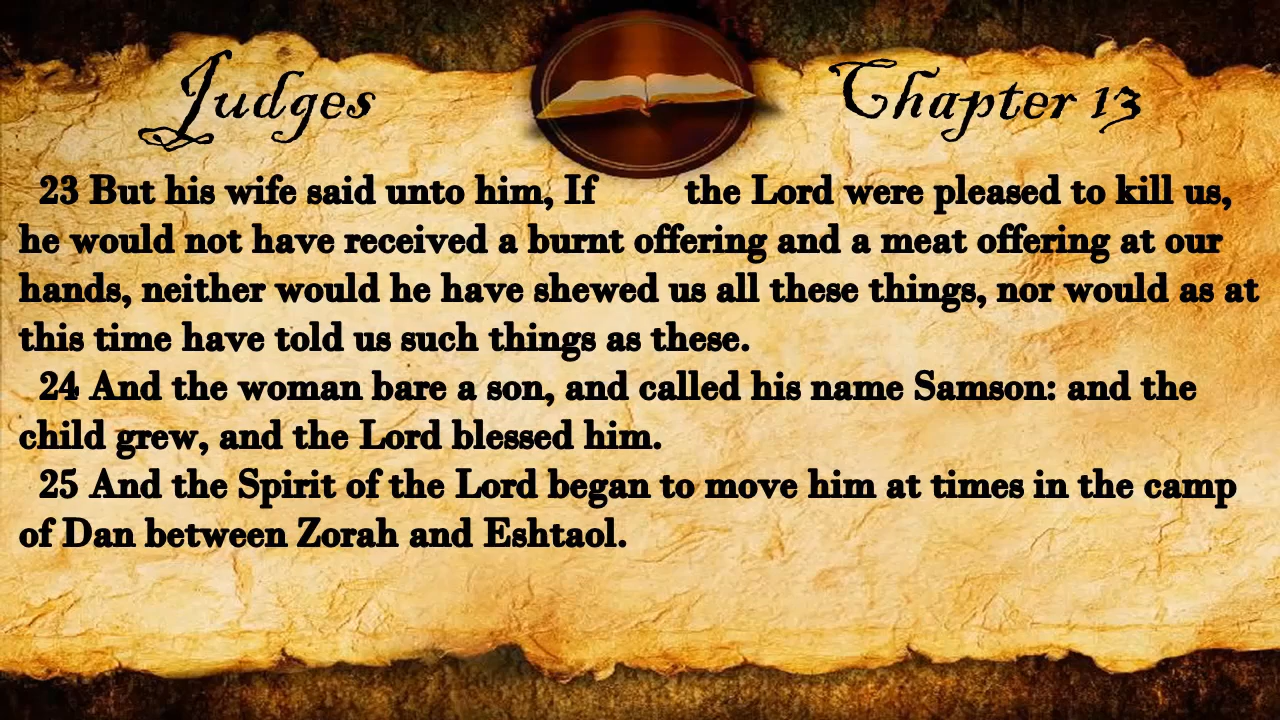 Judges Chapter 13
23 But his wife said unto him, If the Lord were pleased to kill us,
he would not have received a burnt offering and a meat offering at our
hands, neither would he have shewed us all these things, nor would as at
this time have told us such things as these.
24 And the woman bare a son, and called his name Samson: and the
child grew, and the Lord blessed him.
25 And the Spirit of the Lord began to move him at times in the camp
of Dan between Zorah and Eshtaol.